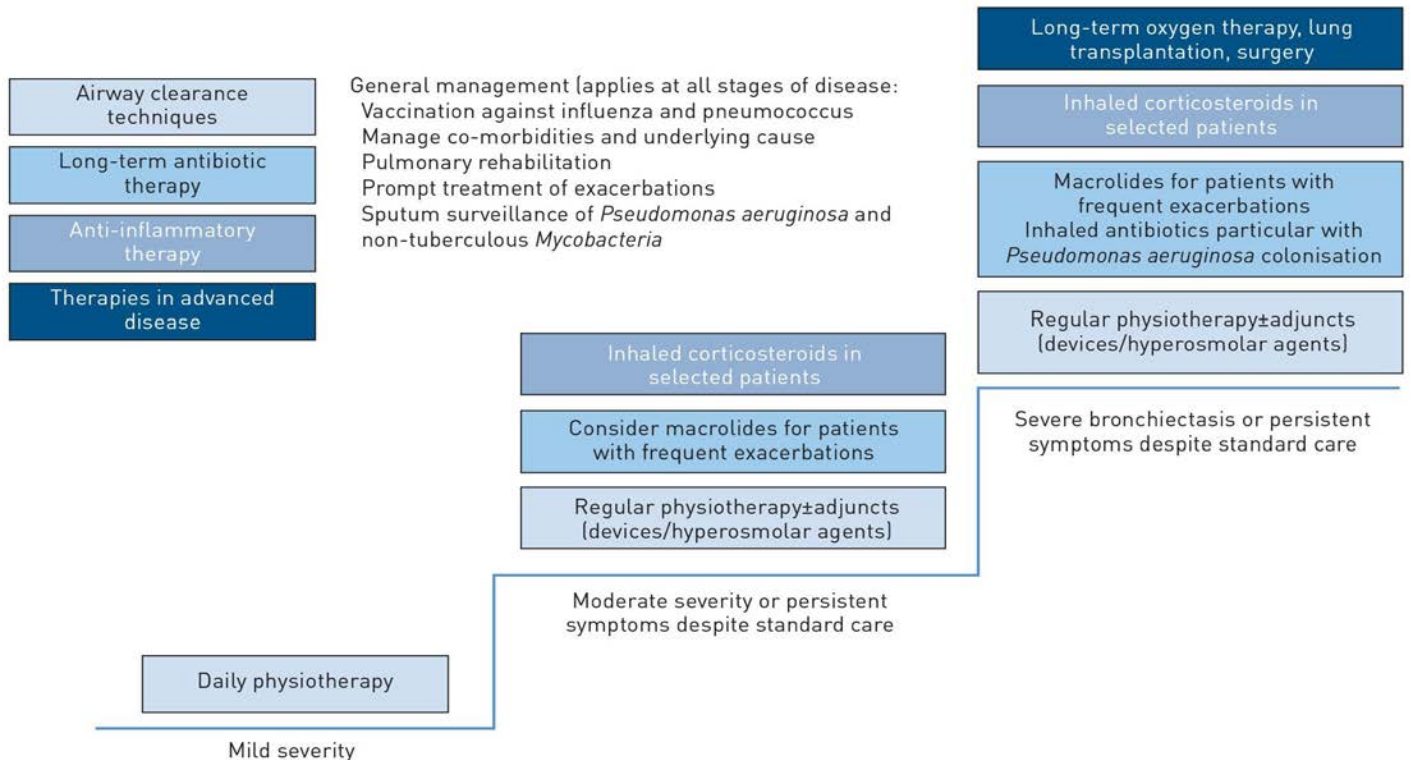 Airway clearance
techniques
Long-term antibiotic
therapy
Anti-inflammatory
therapy
Therapies in advanced
disease
General management (applies at all stages of disease:
Vaccination against influenza and pneumococcus
Manage co-morbidities and underlying cause
Pulmonary rehabilitation
Prompt treatment of exacerbations
Sputum surveillance of Pseudomonas aeruginosa and
non-tuberculous Mycobacteria
Daily physiotherapy
Mild severity
Inhaled corticosteroids in
selected patients
Consider macrolides for patients
with frequent exacerbations
Regular physiotherapy±adjuncts
(devices/hyperosmolar agents)
Moderate severity or persistent
symptoms despite standard care
Long-term oxygen therapy, lung
transplantation, surgery
Inhaled corticosteroids in
selected patients
Macrolides for patients with
frequent exacerbations
Inhaled antibiotics particular with
Pseudomonas aeruginosa colonisation
Regular physiotherapy±adjuncts
(devices/hyperosmolar agents)
Severe bronchiectasis or persistent
symptoms despite standard care